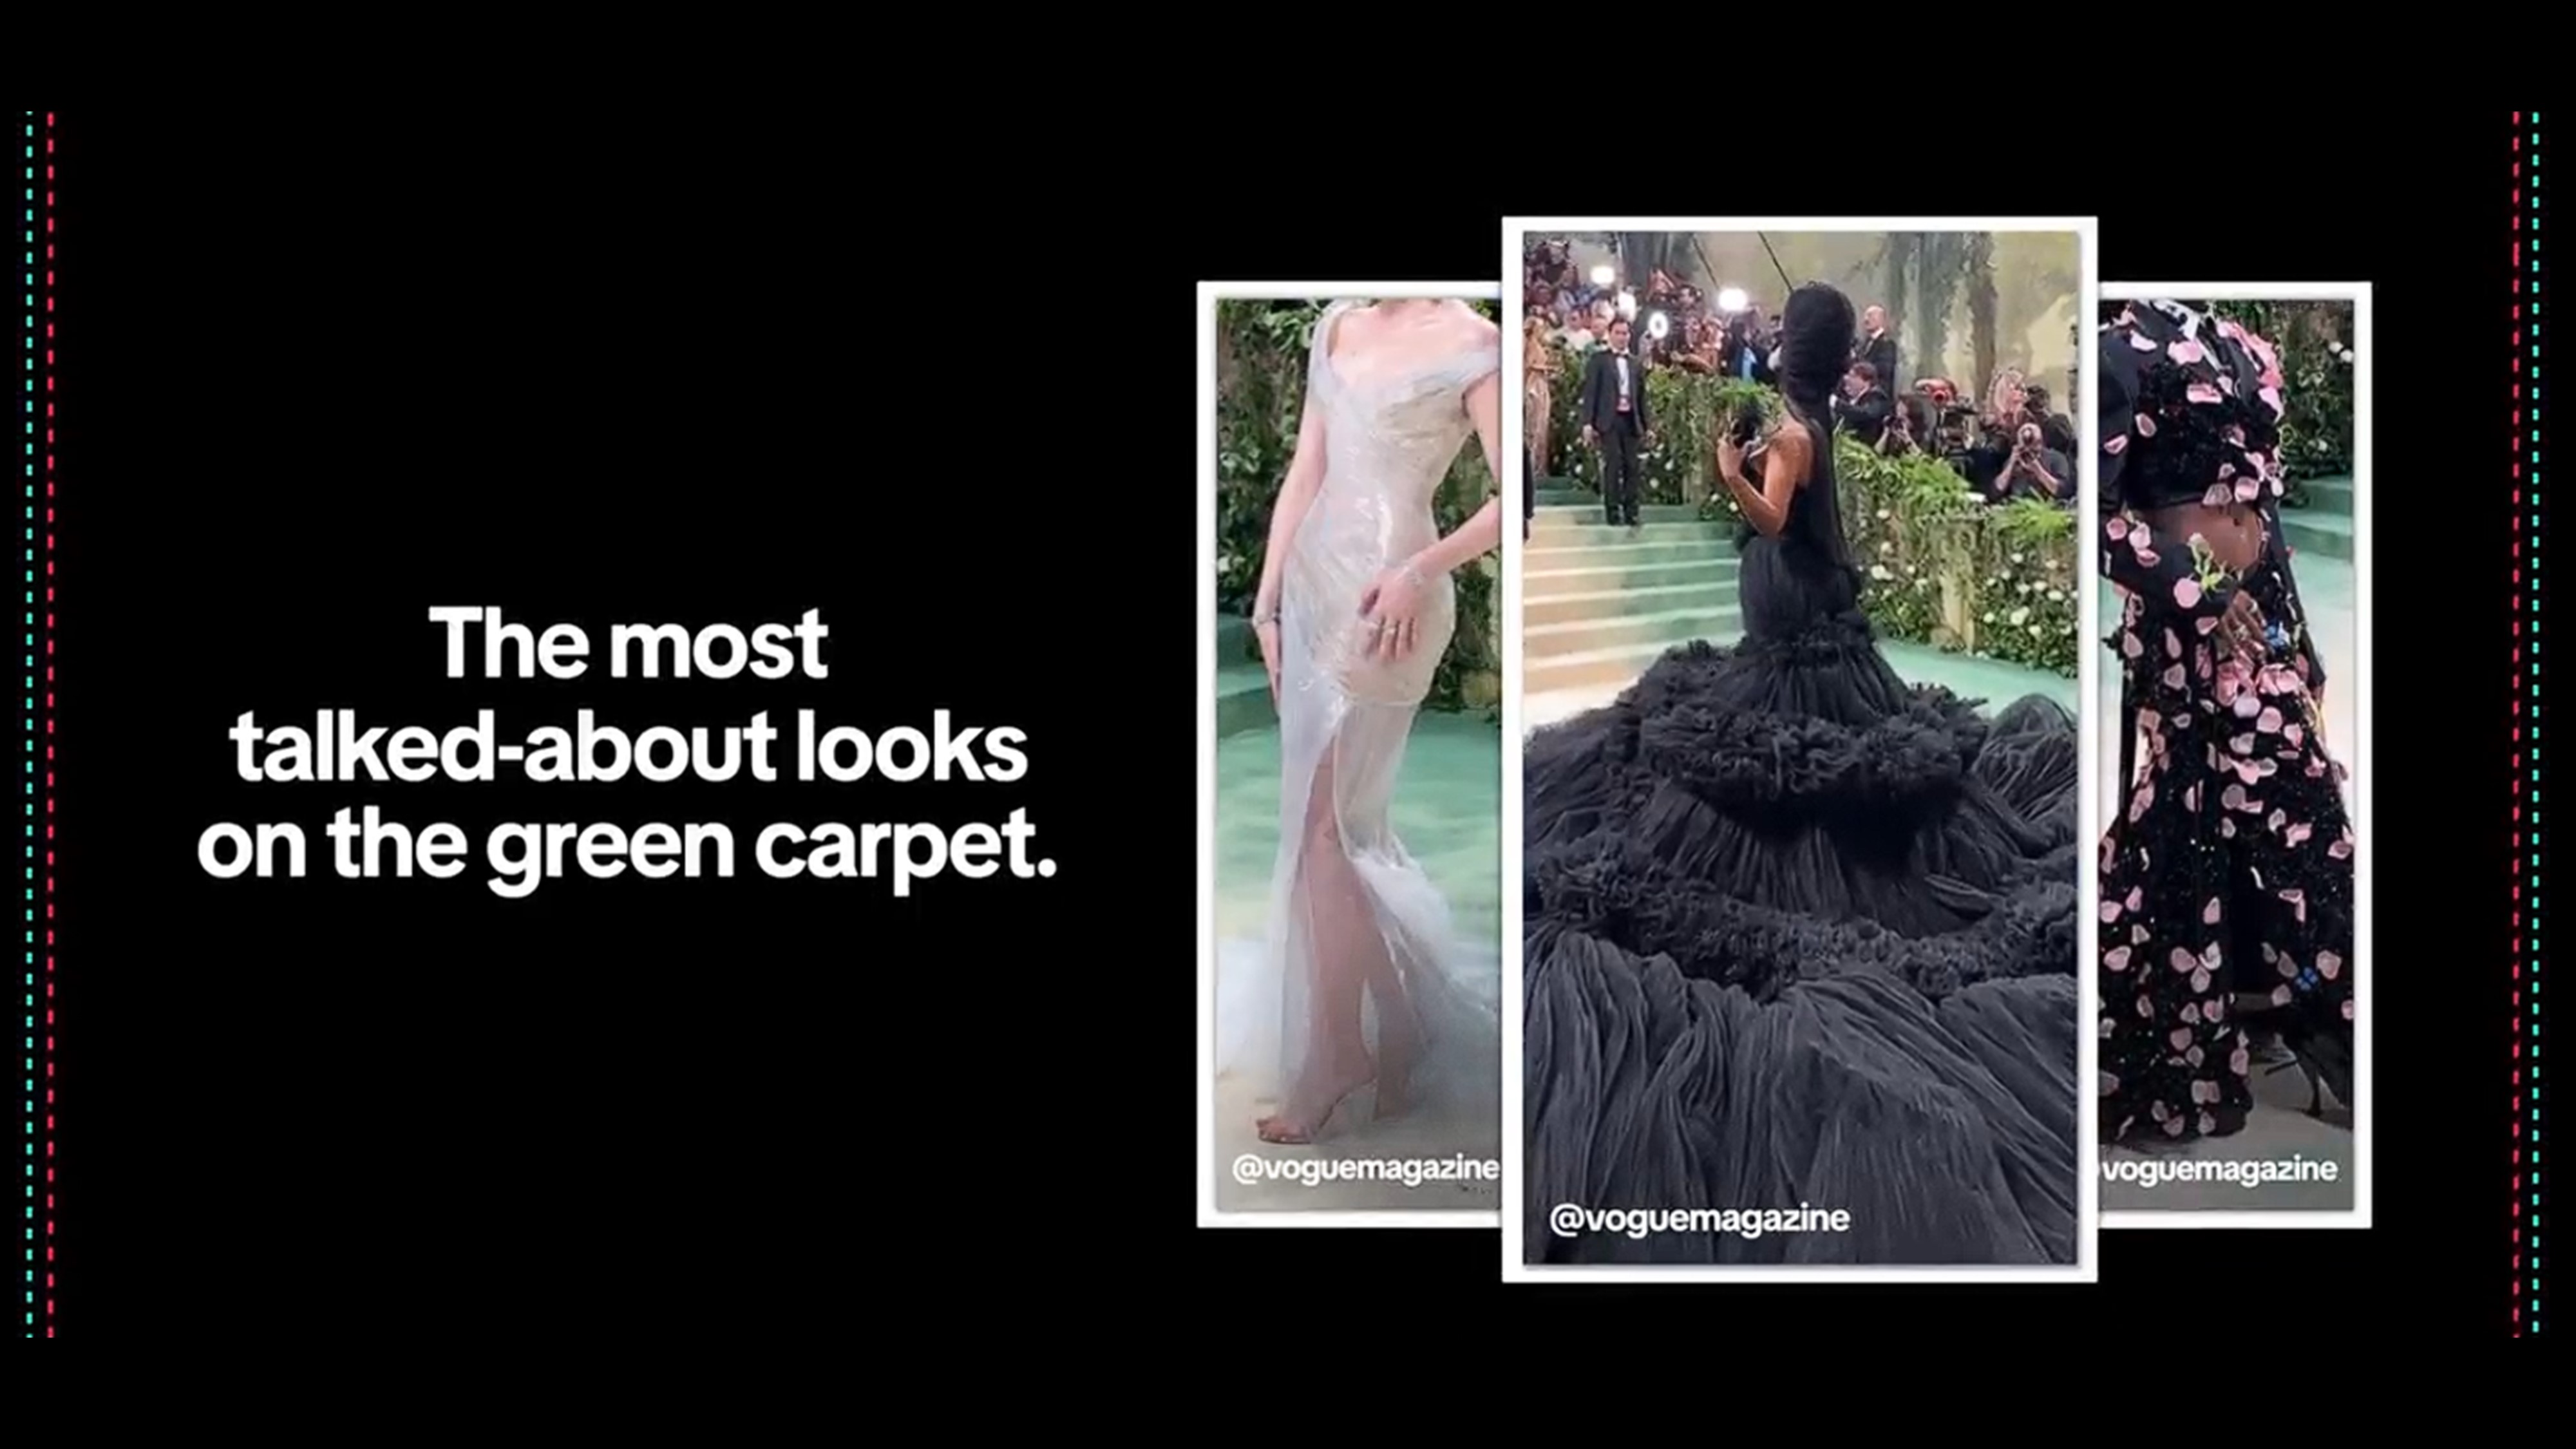 The most
talked-about looks
on the green carpet.
@voguemagazine
@voguemagazine
voguemagazine